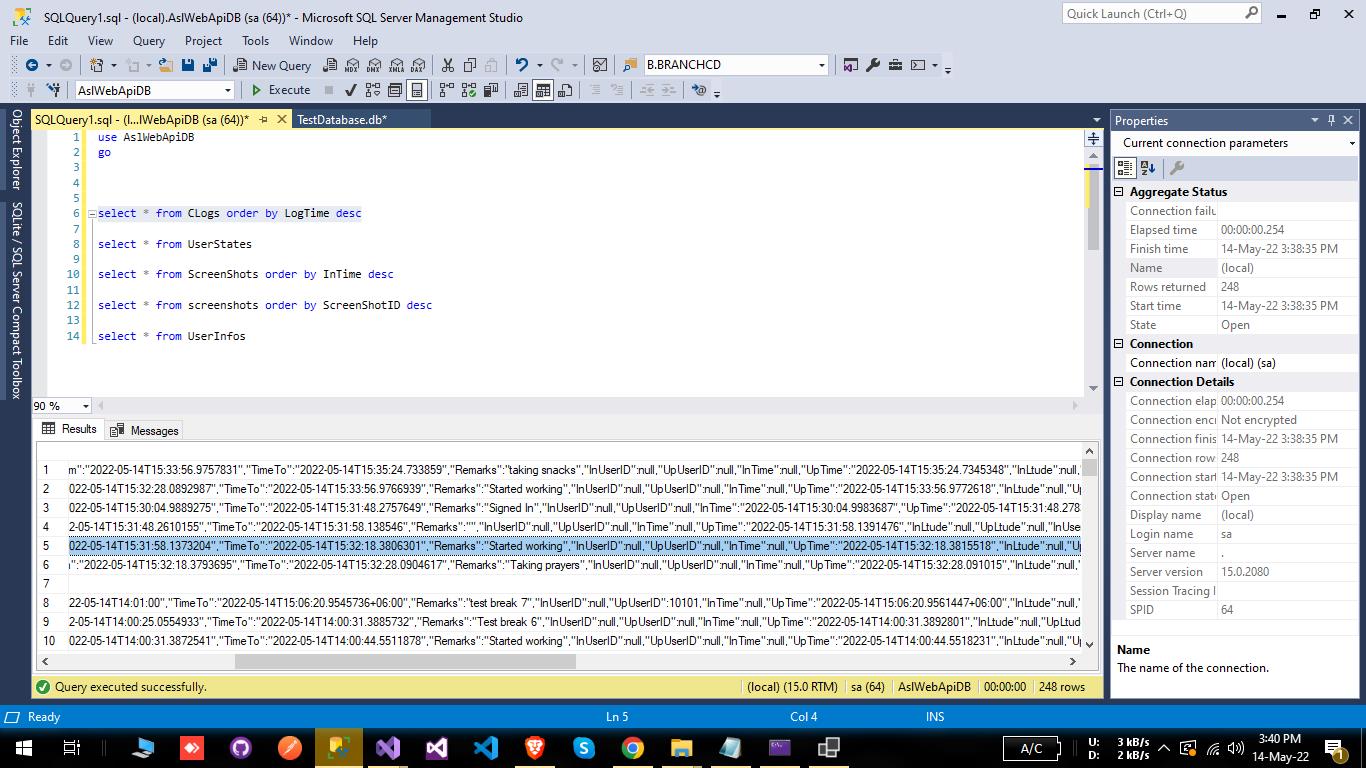 SQLQuery1.sql - (local).AslWebApiDB (sa (64))* - Microsoft SQL Server Management Studio
Quick Launch (Ctrl+Q)
File Edit View Query Project Tools Window Help
New Query MDX DMX XMLA DAX B.BRANCHCD
AslWebApiDB Execute
Object Explorer
SQLite / SQL Server Compact Toolbox
SQLQuery1.sql - (l...lWebApiDB (sa (64))* TestDatabase.db*
1 use AslWebApiDB
2 go
3
4
5
6 select * from CLogs order by LogTime desc
7
8 select * from UserStates
9
10 select * from ScreenShots order by InTime desc
11
12 select * from screenshots order by ScreenShotID desc
13
14 select * from UserInfos
90 %
Results Messages
1 m":"2022-05-14T15:33:56.9757831","TimeTo":"2022-05-14T15:35:24.733859","Remarks":"taking snacks","InUserID":null,"UpUserID":null,"InTime":null,"UpTime":"2022-05-14T15:35:24.7345348","InLtude":null,
2 022-05-14T15:32:28.0892987","TimeTo":"2022-05-14T15:33:56.9766939","Remarks":"Started working","InUserID":null,"UpUserID":null,"InTime":null,"UpTime":"2022-05-14T15:33:56.9772618","InLtude":null,"Up
3 022-05-14T15:30:04.9889275","TimeTo":"2022-05-14T15:31:48.2757649","Remarks":"Signed In","InUserID":null,"UpUserID":null,"InTime":"2022-05-14T15:30:04.9983687","UpTime":"2022-05-14T15:31:48.278
4 2-05-14T15:31:48.2610155","TimeTo":"2022-05-14T15:31:58.138546","Remarks":"","InUserID":null,"UpUserID":null,"InTime":null,"UpTime":"2022-05-14T15:31:58.1391476","InLtude":null,"UpLtude":null,"InUse
5 022-05-14T15:31:58.1373204","TimeTo":"2022-05-14T15:32:18.3806301","Remarks":"Started working","InUserID":null,"UpUserID":null,"InTime":null,"UpTime":"2022-05-14T15:32:18.3815518","InLtude":null,"Up
6 ":"2022-05-14T15:32:18.3793695","TimeTo":"2022-05-14T15:32:28.0904617","Remarks":"Taking prayers","InUserID":null,"UpUserID":null,"InTime":null,"UpTime":"2022-05-14T15:32:28.091015","InLtude":null,
7
8 22-05-14T14:01:00","TimeTo":"2022-05-14T15:06:20.9545736+06:00","Remarks":"test break 7","InUserID":null,"UpUserID":10101,"InTime":null,"UpTime":"2022-05-14T15:06:20.9561447+06:00","InLtude":null,"
9 2-05-14T14:00:25.0554933","TimeTo":"2022-05-14T14:00:31.3885732","Remarks":"Test break 6","InUserID":null,"UpUserID":null,"InTime":null,"UpTime":"2022-05-14T14:00:31.3892801","InLtude":null,"UpLtud
10 022-05-14T14:00:31.3872541","TimeTo":"2022-05-14T14:00:44.5511878","Remarks":"Started working","InUserID":null,"UpUserID":null,"InTime":null,"UpTime":"2022-05-14T14:00:44.5518231","InLtude":null,"Up
Query executed successfully. (local) (15.0 RTM) sa (64) AslWebApiDB 00:00:00 248 rows
Properties
Current connection parameters
Aggregate Status
Connection failu
Elapsed time 00:00:00.254
Finish time 14-May-22 3:38:35 PM
Name (local)
Rows returned 248
Start time 14-May-22 3:38:35 PM
State Open
Connection
Connection nam (local) (sa)
Connection Details
Connection elap 00:00:00.254
Connection encr Not encrypted
Connection finis 14-May-22 3:38:35 PM
Connection row 248
Connection start 14-May-22 3:38:35 PM
Connection state Open
Display name (local)
Login name sa
Server name .
Server version 15.0.2080
Session Tracing I
SPID 64
Name
The name of the connection.
Ready Ln 5 Col 4 INS
A/C U: 3 kB/s D: 2 kB/s 3:40 PM 14-May-22 1